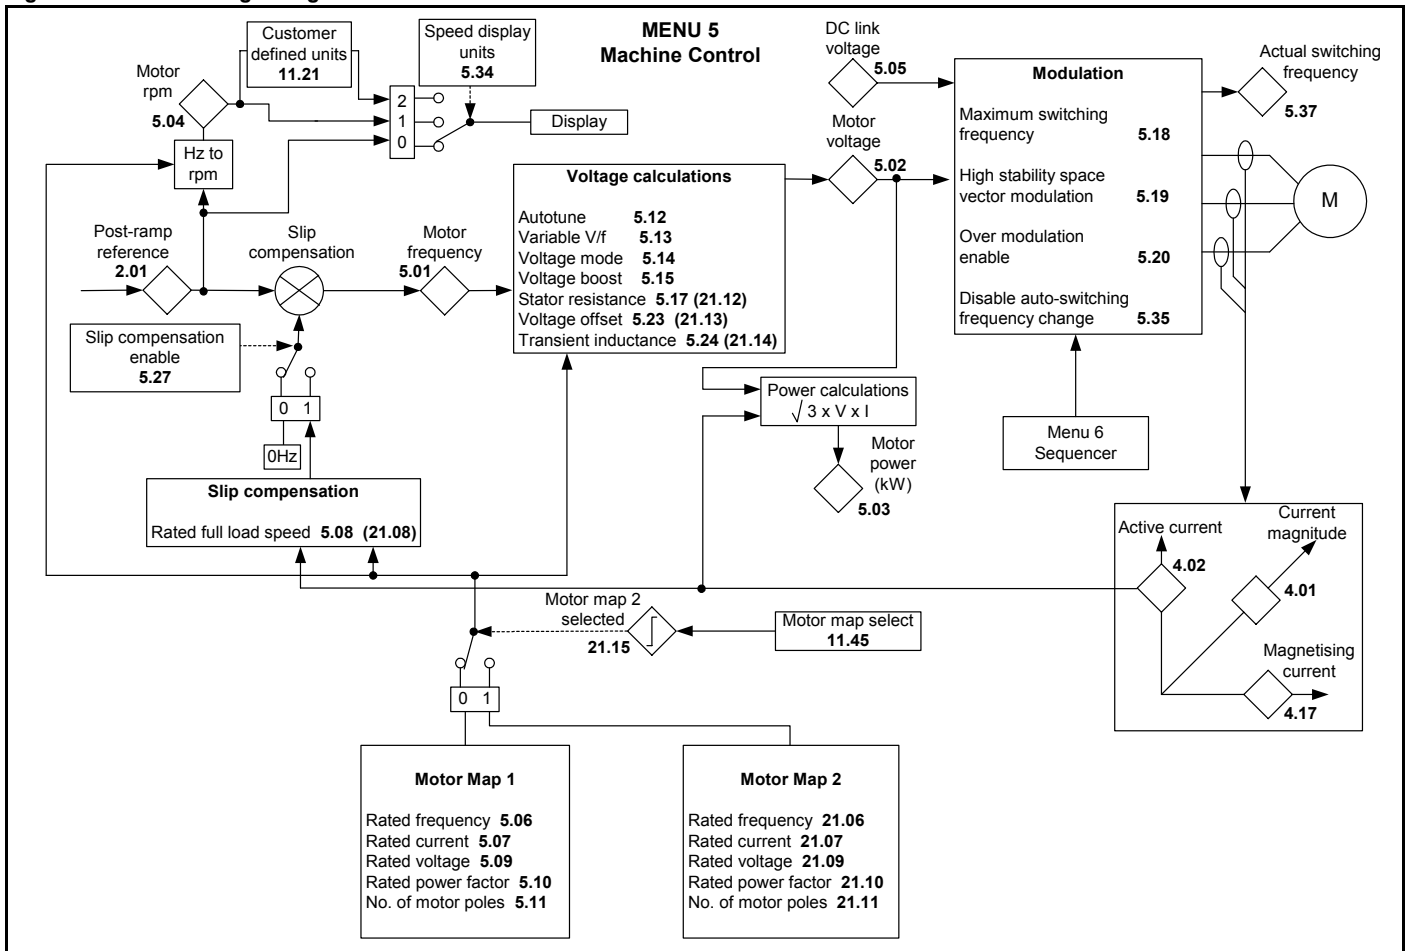 MENU 5
Machine Control
Customer
defined units
11.21
Speed display
units
5.34
Motor
rpm
5.04
2
1
0
Display
Hz to
rpm
DC link
voltage
5.05
Motor
voltage
5.02
Actual switching
frequency
5.37
Modulation
Maximum switching
frequency 5.18
High stability space
vector modulation 5.19
Over modulation
enable 5.20
Disable auto-switching
frequency change 5.35
M
Post-ramp
reference
2.01
Slip
compensation
Motor
frequency
5.01
Voltage calculations
Autotune 5.12
Variable V/f 5.13
Voltage mode 5.14
Voltage boost 5.15
Stator resistance 5.17 (21.12)
Voltage offset 5.23 (21.13)
Transient inductance 5.24 (21.14)
Slip compensation
enable
5.27
0 1
0Hz
Slip compensation
Rated full load speed 5.08 (21.08)
Power calculations
√ 3 x V x I
Motor
power
(kW)
5.03
Menu 6
Sequencer
Active current
4.02
Current
magnitude
4.01
Magnetising
current
4.17
Motor map 2
selected
21.15
Motor map select
11.45
0 1
Motor Map 1
Rated frequency 5.06
Rated current 5.07
Rated voltage 5.09
Rated power factor 5.10
No. of motor poles 5.11
Motor Map 2
Rated frequency 21.06
Rated current 21.07
Rated voltage 21.09
Rated power factor 21.10
No. of motor poles 21.11